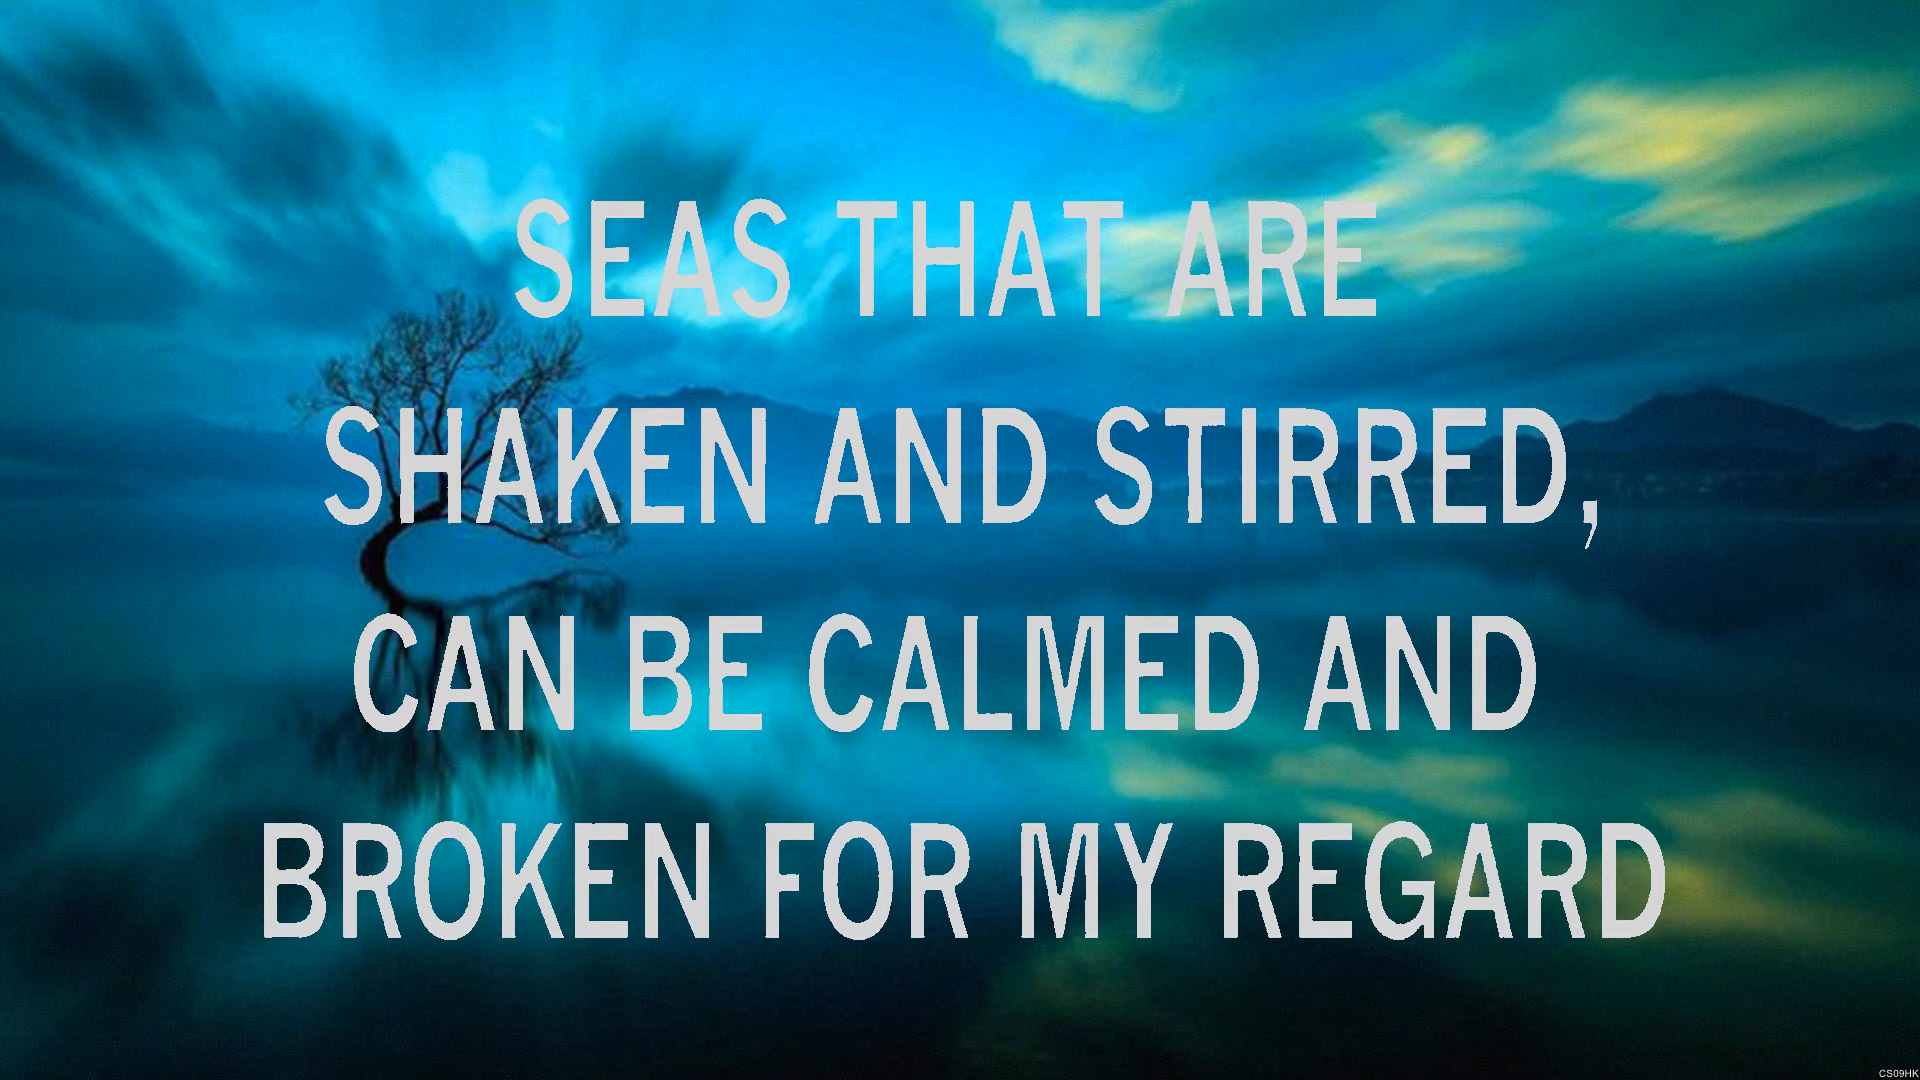 SEAS THAT ARE
SHAKEN AND STIRRED,
CAN BE CALMED AND
BROKEN FOR MY REGARD
CS09HK